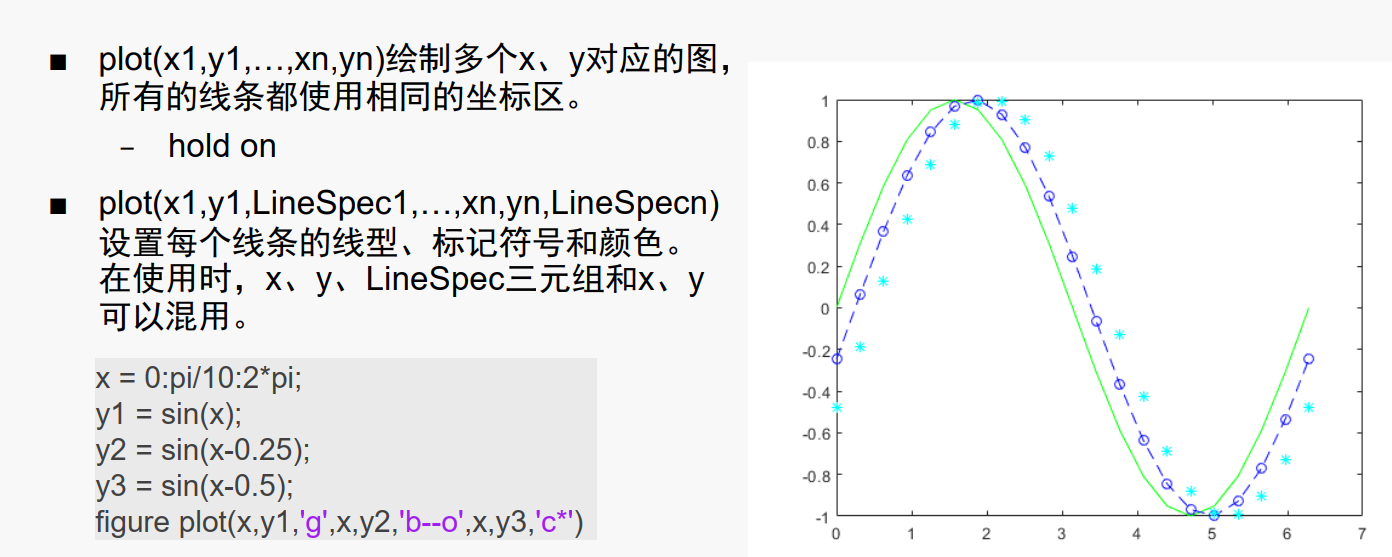 ■ plot(x1,y1,…,xn,yn)绘制多个x、y对应的图，
所有的线条都使用相同的坐标区。
– hold on
■ plot(x1,y1,LineSpec1,…,xn,yn,LineSpecn)
设置每个线条的线型、标记符号和颜色。
在使用时，x、y、LineSpec三元组和x、y
可以混用。
x = 0:pi/10:2*pi;
y1 = sin(x);
y2 = sin(x-0.25);
y3 = sin(x-0.5);
figure plot(x,y1,'g',x,y2,'b--o',x,y3,'c*')
1
0.8
0.6
0.4
0.2
0
-0.2
-0.4
-0.6
-0.8
-1
0 1 2 3 4 5 6 7